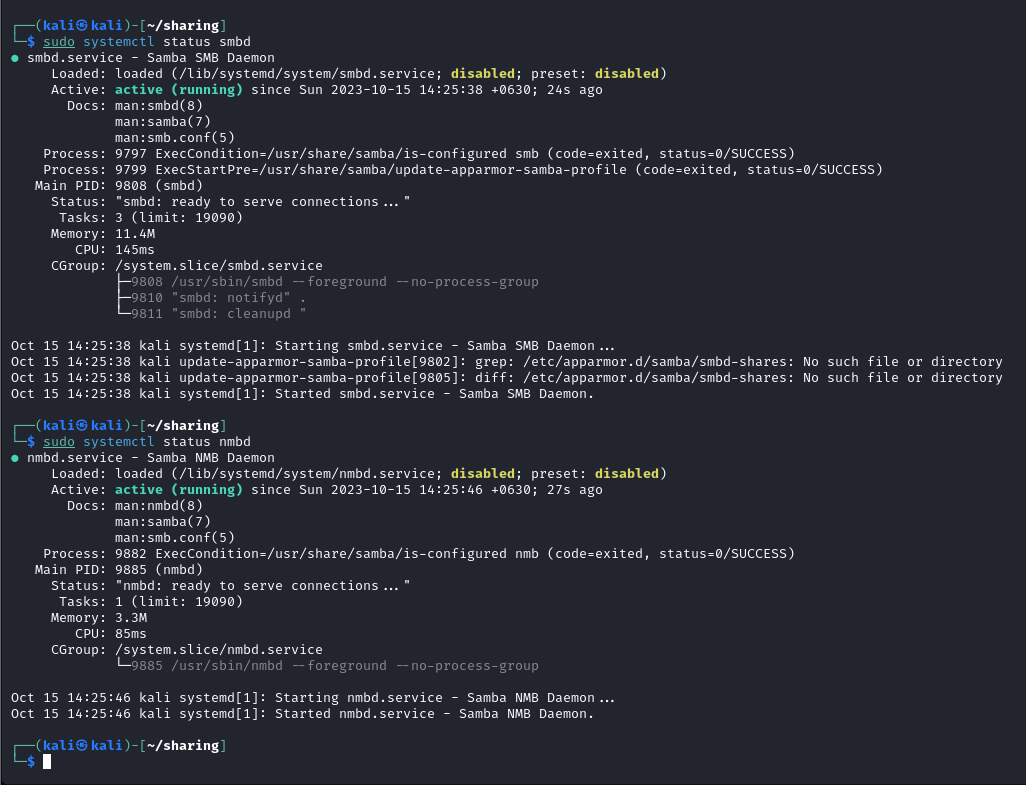 ┌──(kali㉿kali)-[~/sharing]
└─$ sudo systemctl status smbd
● smbd.service - Samba SMB Daemon
     Loaded: loaded (/lib/systemd/system/smbd.service; disabled; preset: disabled)
     Active: active (running) since Sun 2023-10-15 14:25:38 +0630; 24s ago
       Docs: man:smbd(8)
             man:samba(7)
             man:smb.conf(5)
    Process: 9797 ExecCondition=/usr/share/samba/is-configured smb (code=exited, status=0/SUCCESS)
    Process: 9799 ExecStartPre=/usr/share/samba/update-apparmor-samba-profile (code=exited, status=0/SUCCESS)
   Main PID: 9808 (smbd)
     Status: "smbd: ready to serve connections..."
      Tasks: 3 (limit: 19090)
     Memory: 11.4M
        CPU: 145ms
     CGroup: /system.slice/smbd.service
             ├─9808 /usr/sbin/smbd --foreground --no-process-group
             ├─9810 "smbd: notifyd" .
             └─9811 "smbd: cleanupd "

Oct 15 14:25:38 kali systemd[1]: Starting smbd.service - Samba SMB Daemon...
Oct 15 14:25:38 kali update-apparmor-samba-profile[9802]: grep: /etc/apparmor.d/samba/smbd-shares: No such file or directory
Oct 15 14:25:38 kali update-apparmor-samba-profile[9805]: diff: /etc/apparmor.d/samba/smbd-shares: No such file or directory
Oct 15 14:25:38 kali systemd[1]: Started smbd.service - Samba SMB Daemon.

┌──(kali㉿kali)-[~/sharing]
└─$ sudo systemctl status nmbd
● nmbd.service - Samba NMB Daemon
     Loaded: loaded (/lib/systemd/system/nmbd.service; disabled; preset: disabled)
     Active: active (running) since Sun 2023-10-15 14:25:46 +0630; 27s ago
       Docs: man:nmbd(8)
             man:samba(7)
             man:smb.conf(5)
    Process: 9882 ExecCondition=/usr/share/samba/is-configured nmb (code=exited, status=0/SUCCESS)
   Main PID: 9885 (nmbd)
     Status: "nmbd: ready to serve connections..."
      Tasks: 1 (limit: 19090)
     Memory: 3.3M
        CPU: 85ms
     CGroup: /system.slice/nmbd.service
             └─9885 /usr/sbin/nmbd --foreground --no-process-group

Oct 15 14:25:46 kali systemd[1]: Starting nmbd.service - Samba NMB Daemon...
Oct 15 14:25:46 kali systemd[1]: Started nmbd.service - Samba NMB Daemon.

┌──(kali㉿kali)-[~/sharing]
└─$